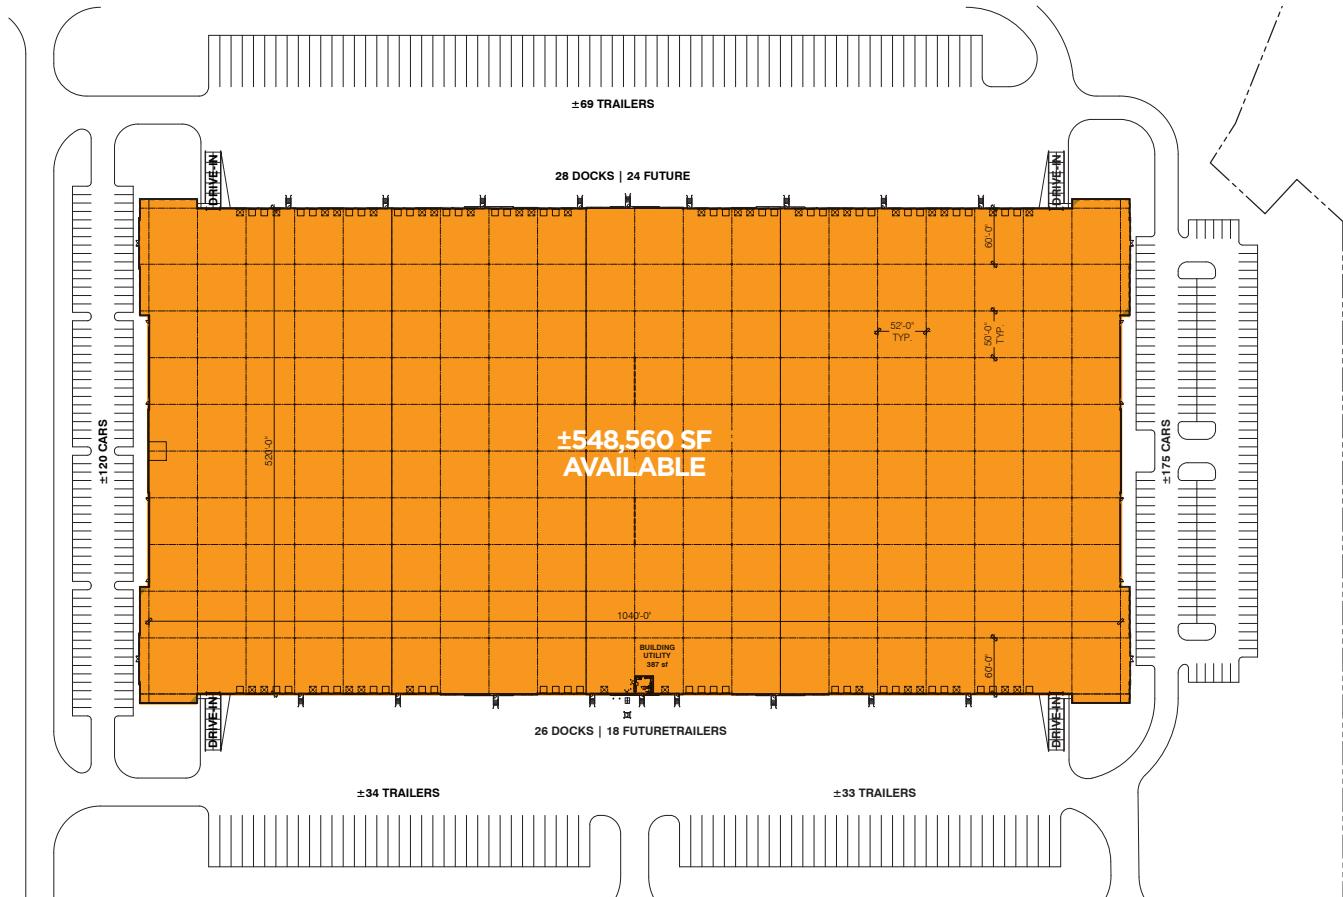 ±69 TRAILERS
28 DOCKS | 24 FUTURE
DRIVE-IN
DRIVE-IN
60'-0"
52'-0"
TYP.
50'-0"
TYP.
±120 CARS
520'-0"
±548,560 SF
AVAILABLE
±175 CARS
1040'-0"
BUILDING
UTILITY
387 sf
60'-0"
DRIVE-IN
DRIVE-IN
26 DOCKS | 18 FUTURETRAILERS
±34 TRAILERS
±33 TRAILERS